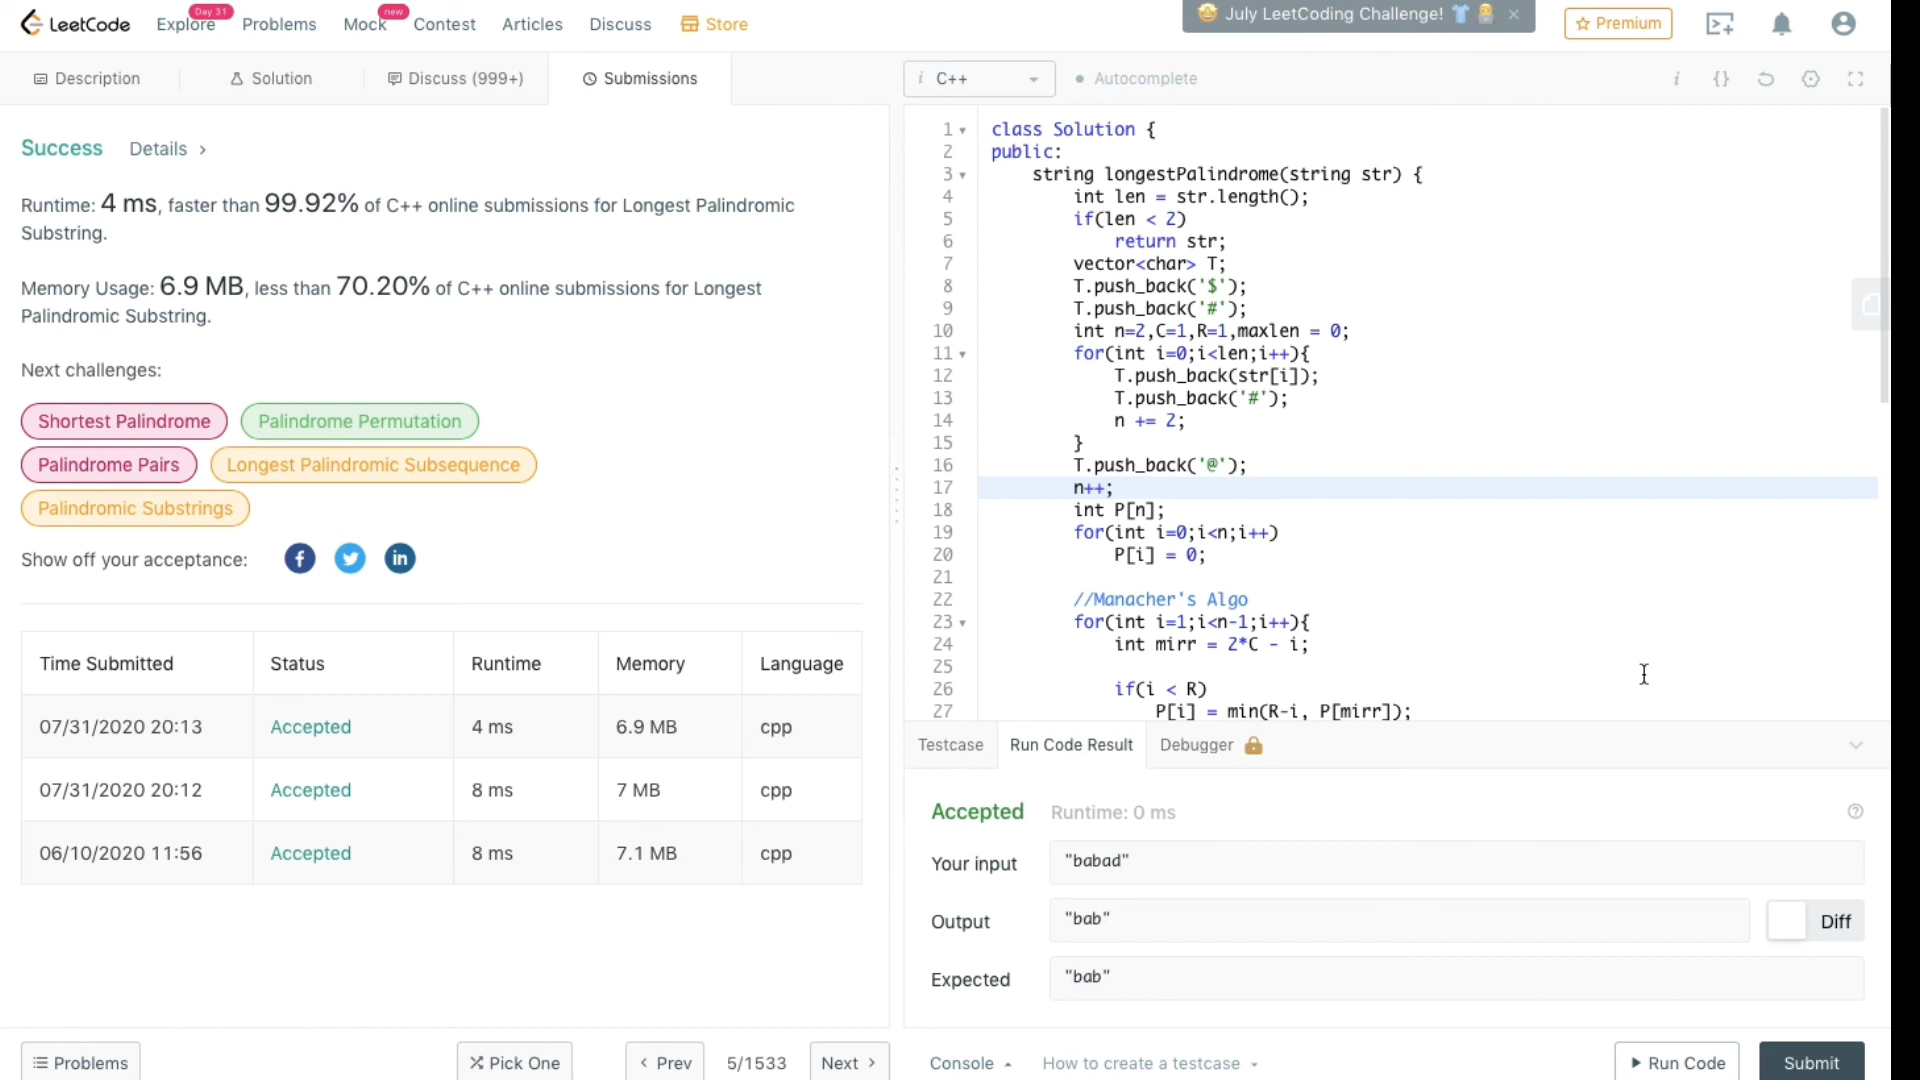 LeetCode
Explore
Day 31
Problems
Mock
new
Contest
Articles
Discuss
Store
July LeetCoding Challenge!
Premium
Description
Solution
Discuss (999+)
Submissions
i C++
Autocomplete
i {}
Success Details >
Runtime: 4 ms, faster than 99.92% of C++ online submissions for Longest Palindromic
Substring.
Memory Usage: 6.9 MB, less than 70.20% of C++ online submissions for Longest
Palindromic Substring.
Next challenges:
Shortest Palindrome
Palindrome Permutation
Palindrome Pairs
Longest Palindromic Subsequence
Palindromic Substrings
Show off your acceptance:
Time Submitted Status Runtime Memory Language
07/31/2020 20:13 Accepted 4 ms 6.9 MB cpp
07/31/2020 20:12 Accepted 8 ms 7 MB cpp
06/10/2020 11:56 Accepted 8 ms 7.1 MB cpp
1 class Solution {
2 public:
3 string longestPalindrome(string str) {
4 int len = str.length();
5 if(len < 2)
6 return str;
7 vector<char> T;
8 T.push_back('$');
9 T.push_back('#');
10 int n=2,C=1,R=1,maxlen = 0;
11 for(int i=0;i<len;i++){
12 T.push_back(str[i]);
13 T.push_back('#');
14 n += 2;
15 }
16 T.push_back('@');
17 n++;
18 int P[n];
19 for(int i=0;i<n;i++)
20 P[i] = 0;
21
22 //Manacher's Algo
23 for(int i=1;i<n-1;i++){
24 int mirr = 2*C - i;
25
26 if(i < R)
27 P[i] = min(R-i, P[mirr]);
Testcase
Run Code Result
Debugger
Accepted Runtime: 0 ms
Your input "babad"
Output "bab" Diff
Expected "bab"
Problems
Pick One
< Prev
5/1533
Next >
Console
How to create a testcase
Run Code
Submit